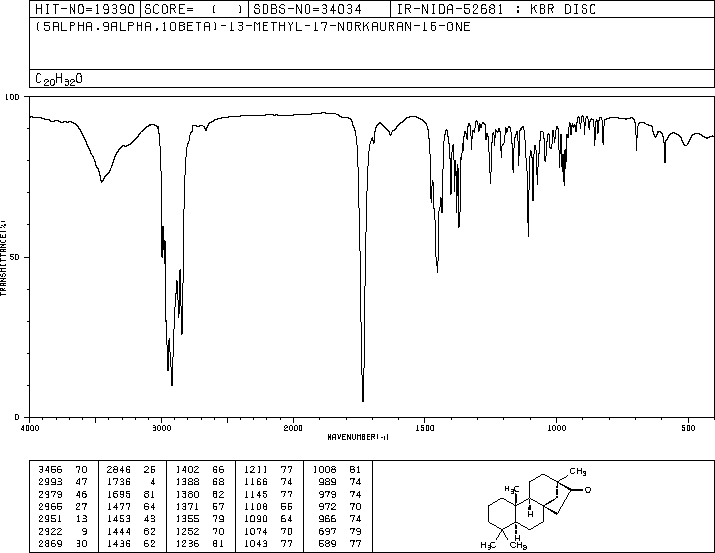 HIT-NO=19390 SCORE= ( ) SDBS-NO=34034 IR-NIDA-52681 : KBR DISC
(5ALPHA.9ALPHA,10BETA)-13-METHYL-17-NORKAURAN-16-ONE
C20H32O
100
50
0
TRANSMITTANCE(%)
4000 3000 2000 1500 1000 500
WAVENUMBER(-1)
3466 70 2846 26 1402 66 1211 77 1008 81
2993 47 1736 4 1388 68 1166 74 989 74
2979 46 1695 81 1380 62 1145 77 979 74
2965 27 1477 64 1371 57 1108 55 972 70
2951 13 1453 43 1355 79 1090 64 966 74
2922 9 1444 62 1252 70 1074 70 697 79
2869 30 1436 62 1236 81 1043 77 589 77
CH3
H3C
O
H
H
H3C CH3